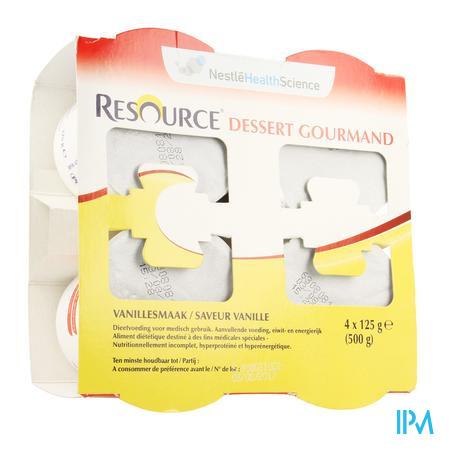 NestléHealthScience
RESOURCE® DESSERT GOURMAND
VANILLESMAAK / SAVEUR VANILLE
Dieetvoeding voor medisch gebruik. Aanvullende voeding, eiwit- en energierijk
Aliment diététique destiné à des fins médicales spéciales -
Nutritionnellement incomplet, hyperprotéiné et hyperénergétique.
4 x 125 g e
(500 g)
Ten minste houdbaar tot / Partij :
A consommer de préférence avant le / N° de lot :
IPM